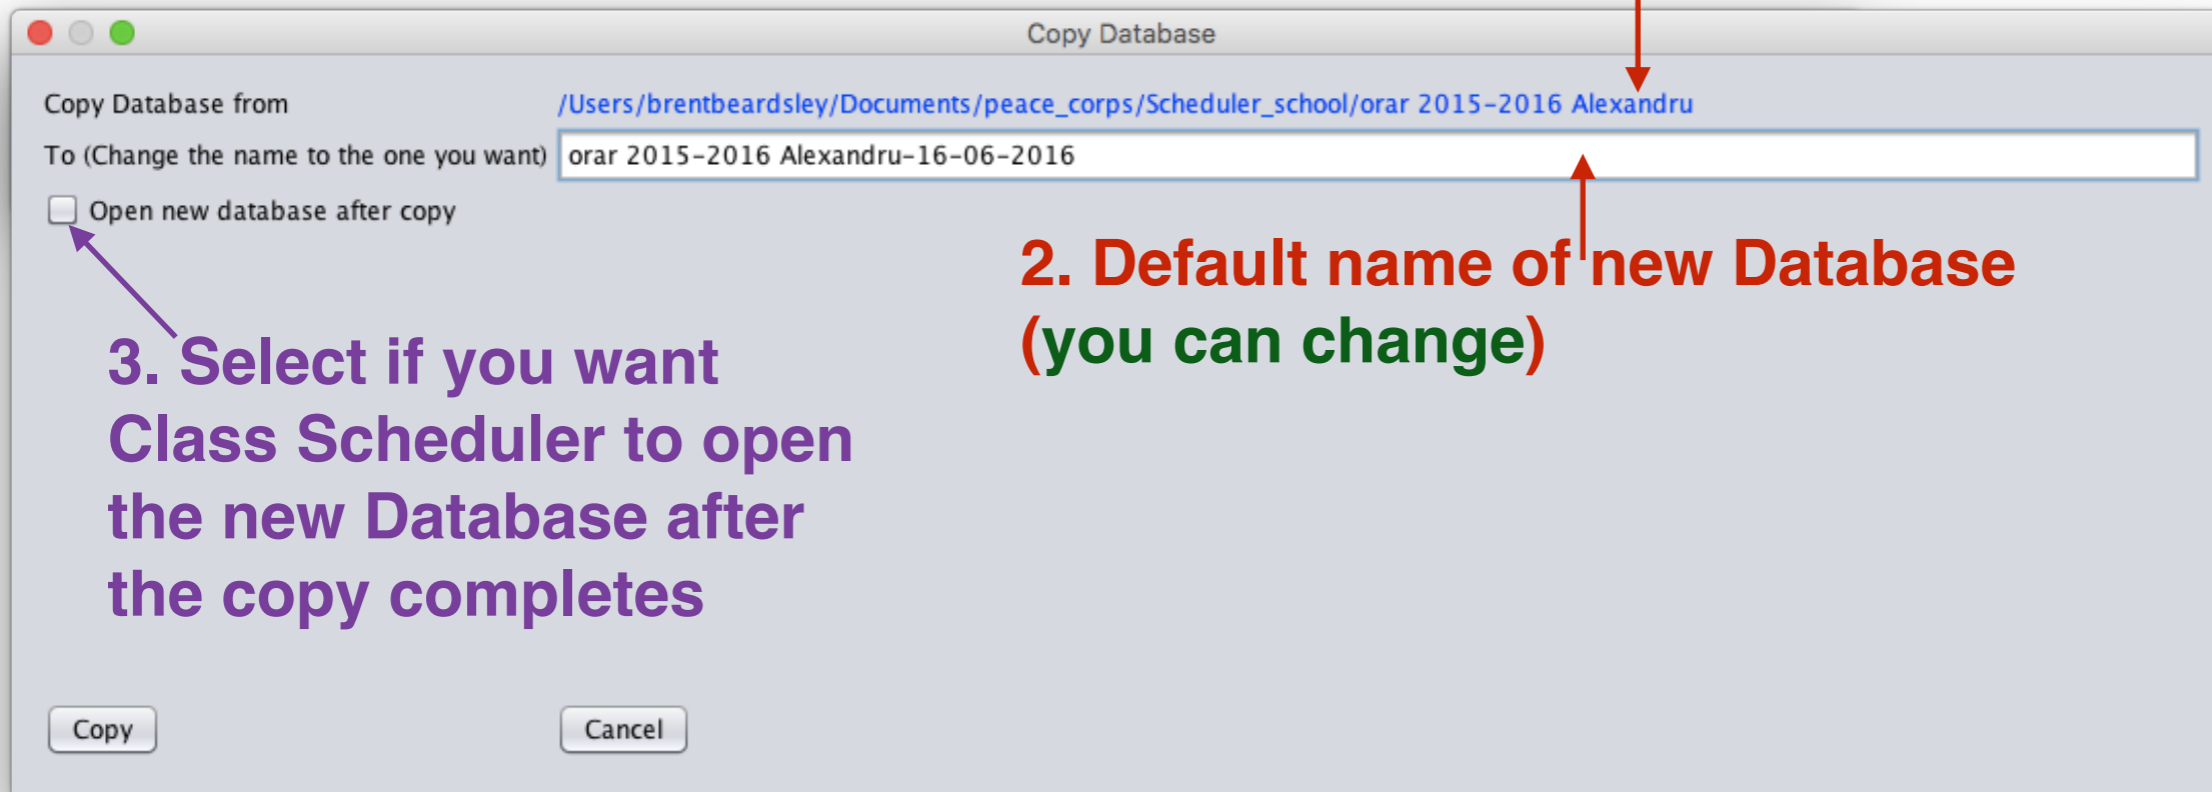 Copy Database
Copy Database from /Users/brentbeardsley/Documents/peace_corps/Scheduler_school/orar 2015-2016 Alexandru
To (Change the name to the one you want) orar 2015-2016 Alexandru-16-06-2016
Open new database after copy
2. Default name of new Database
(you can change)
3. Select if you want
Class Scheduler to open
the new Database after
the copy completes
Copy Cancel